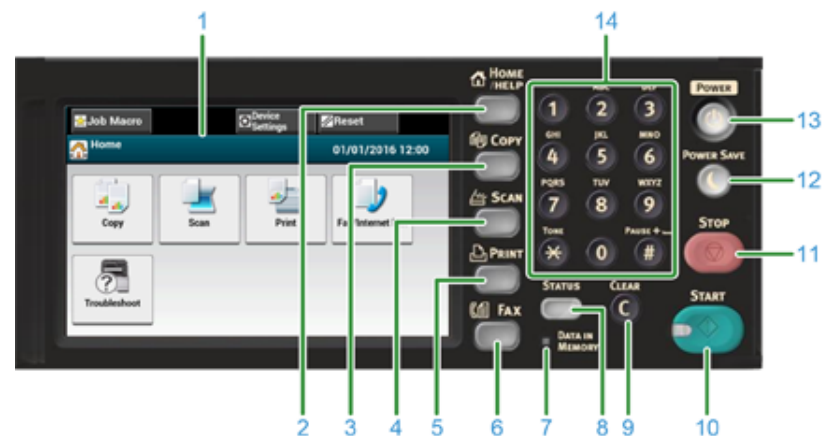 1
14
HOME
/HELP
ABC
DEF
POWER
Job Macro
Device
Settings
Reset
1
2
3
13
Home
01/01/2016 12:00
COPY
GHI
JKL
MNO
4
5
6
POWER SAVE
12
SCAN
PQRS
TUV
WXYZ
7
8
9
Copy
Scan
Print
STOP
PRINT
TONE
PAUSE
0
#
11
Troubleshoot
STATUS
CLEAR
START
FAX
C
DATA IN
MEMORY
2
3
4
5
6
7
8
9
10